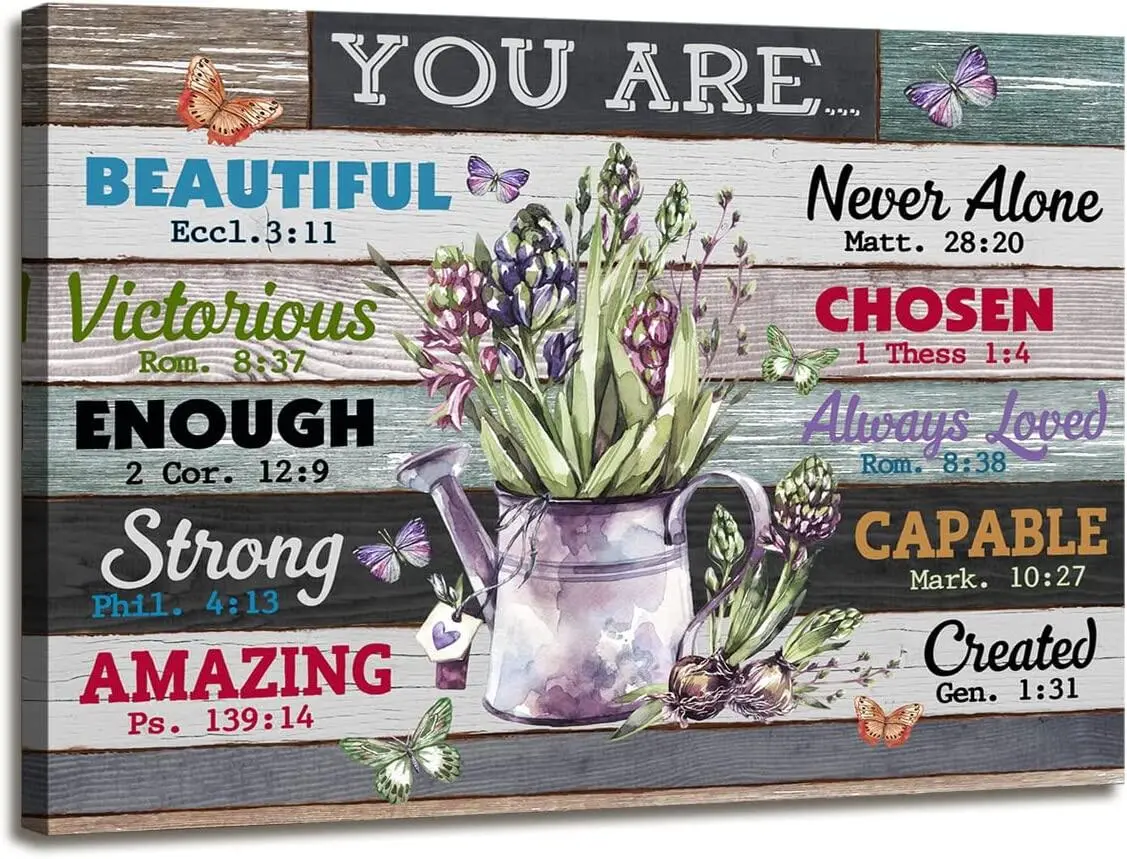 YOU ARE....
BEAUTIFUL
Eccl.3:11
Victorious
Rom. 8:37
ENOUGH
2 Cor. 12:9
Strong
Phil. 4:13
AMAZING
Ps. 139:14
Never Alone
Matt. 28:20
CHOSEN
1 Thess 1:4
Always Loved
Rom. 8:38
CAPABLE
Mark. 10:27
Created
Gen. 1:31